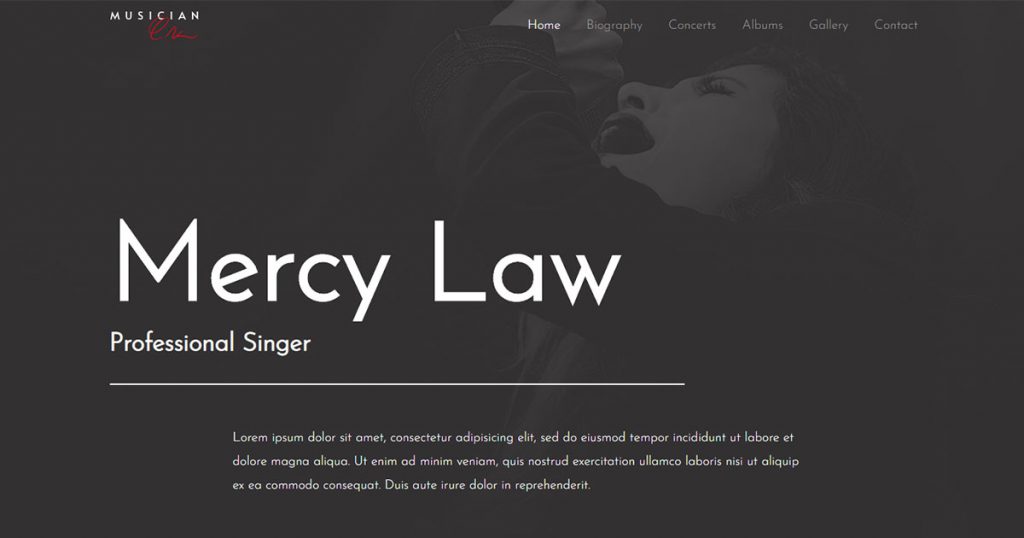 MUSICIAN
Home Biography Concerts Albums Gallery Contact
Mercy Law
Professional Singer
Lorem ipsum dolor sit amet, consectetur adipisicing elit, sed do eiusmod tempor incididunt ut labore et
dolore magna aliqua. Ut enim ad minim veniam, quis nostrud exercitation ullamco laboris nisi ut aliquip
ex ea commodo consequat. Duis aute irure dolor in reprehenderit.